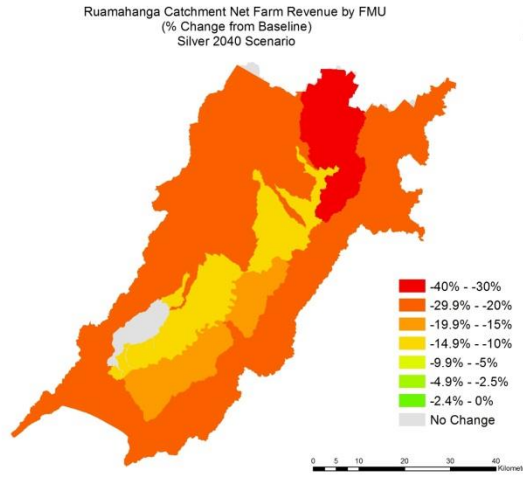 Ruamahanga Catchment Net Farm Revenue by FMU
(% Change from Baseline)
Silver 2040 Scenario
-40% - -30%
-29.9% - -20%
-19.9% - -15%
-14.9% - -10%
-9.9% - -5%
-4.9% - -2.5%
-2.4% - 0%
No Change
0 5 10 20 30 40
Kilomet